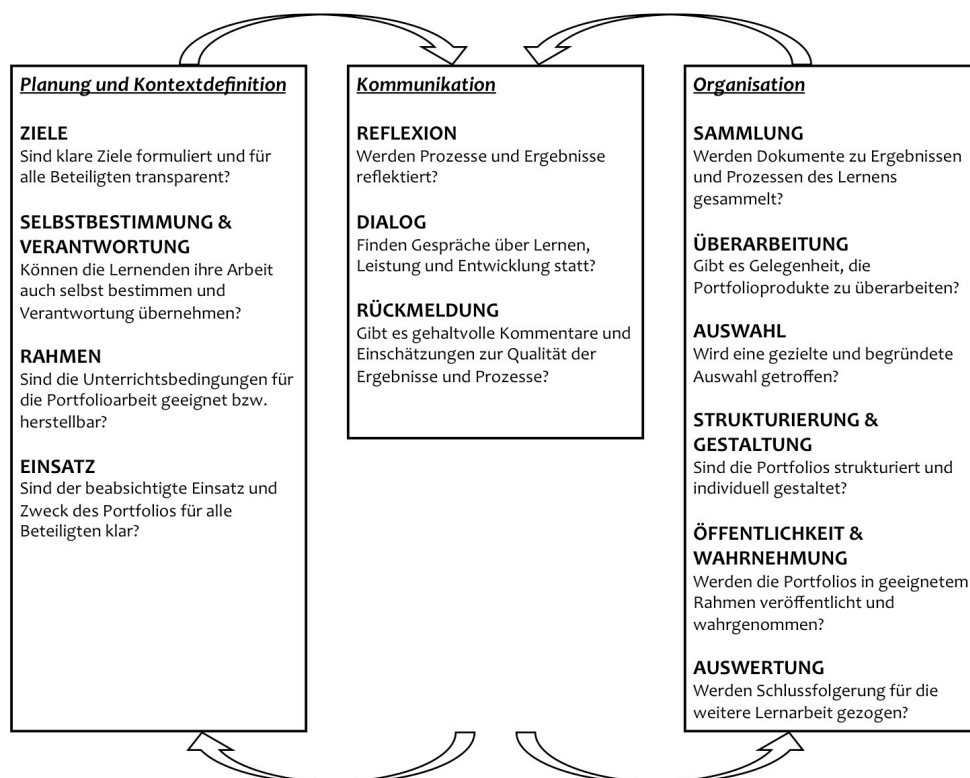 Planung und Kontextdefinition
ZIELE
Sind klare Ziele formuliert und für
alle Beteiligten transparent?
SELBSTBESTIMMUNG &
VERANTWORTUNG
Können die Lernenden ihre Arbeit
auch selbst bestimmen und
Verantwortung übernehmen?
RAHMEN
Sind die Unterrichtsbedingungen für
die Portfolioarbeit geeignet bzw.
herstellbar?
EINSATZ
Sind der beabsichtigte Einsatz und
Zweck des Portfolios für alle
Beteiligten klar?
Kommunikation
REFLEXION
Werden Prozesse und Ergebnisse
reflektiert?
DIALOG
Finden Gespräche über Lernen,
Leistung und Entwicklung statt?
RÜCKMELDUNG
Gibt es gehaltvolle Kommentare und
Einschätzungen zur Qualität der
Ergebnisse und Prozesse?
Organisation
SAMMLUNG
Werden Dokumente zu Ergebnissen
und Prozessen des Lernens
gesammelt?
ÜBERARBEITUNG
Gibt es Gelegenheit, die
Portfolioprodukte zu überarbeiten?
AUSWAHL
Wird eine gezielte und begründete
Auswahl getroffen?
STRUKTURIERUNG &
GESTALTUNG
Sind die Portfolios strukturiert und
individuell gestaltet?
ÖFFENTLICHKEIT &
WAHRNEHMUNG
Werden die Portfolios in geeignetem
Rahmen veröffentlicht und
wahrgenommen?
AUSWERTUNG
Werden Schlussfolgerung für die
weitere Lernarbeit gezogen?